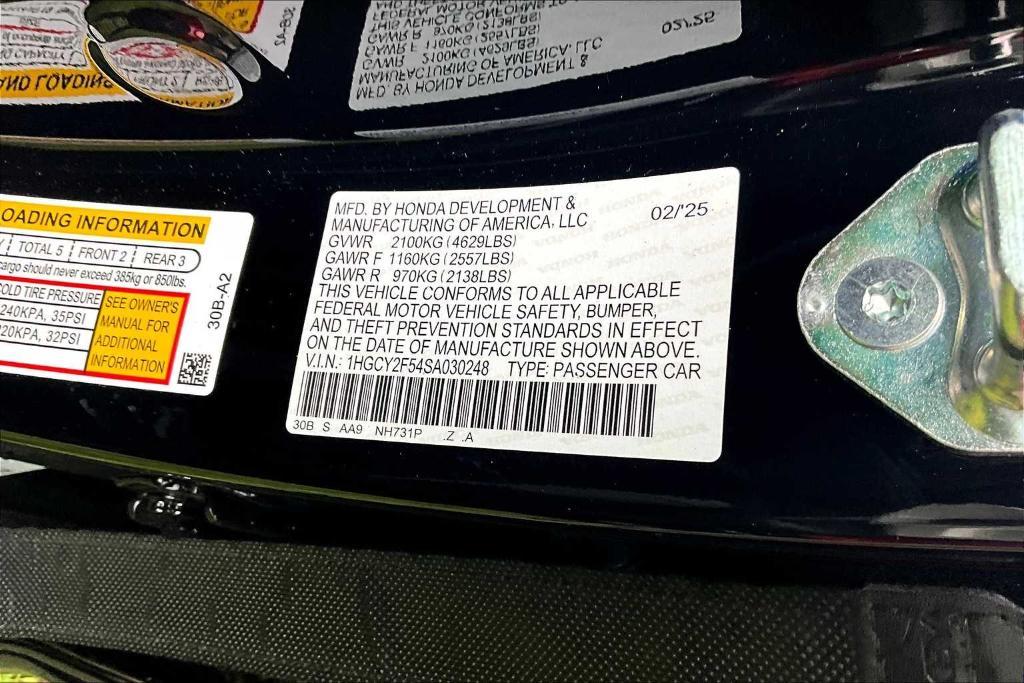 MFD. BY HONDA DEVELOPMENT &
MANUFACTURING OF AMERICA, LLC
02/'25
GVWR 2100KG (4629LBS)
GAWR F 1160KG (2557LBS)
GAWR R 970KG (2138LBS)
THIS VEHICLE CONFORMS TO ALL APPLICABLE
FEDERAL MOTOR VEHICLE SAFETY, BUMPER,
AND THEFT PREVENTION STANDARDS IN EFFECT
ON THE DATE OF MANUFACTURE SHOWN ABOVE.
V.I.N.: 1HGCY2F54SA030248 TYPE: PASSENGER CAR
30B S AA9 NH731P .Z .A
OADING INFORMATION
TOTAL 5 FRONT 2 REAR 3
cargo should never exceed 385kg or 850lbs.
COLD TIRE PRESSURE
240KPA, 35PSI
220KPA, 32PSI
SEE OWNER'S
MANUAL FOR
ADDITIONAL
INFORMATION
30B-A2